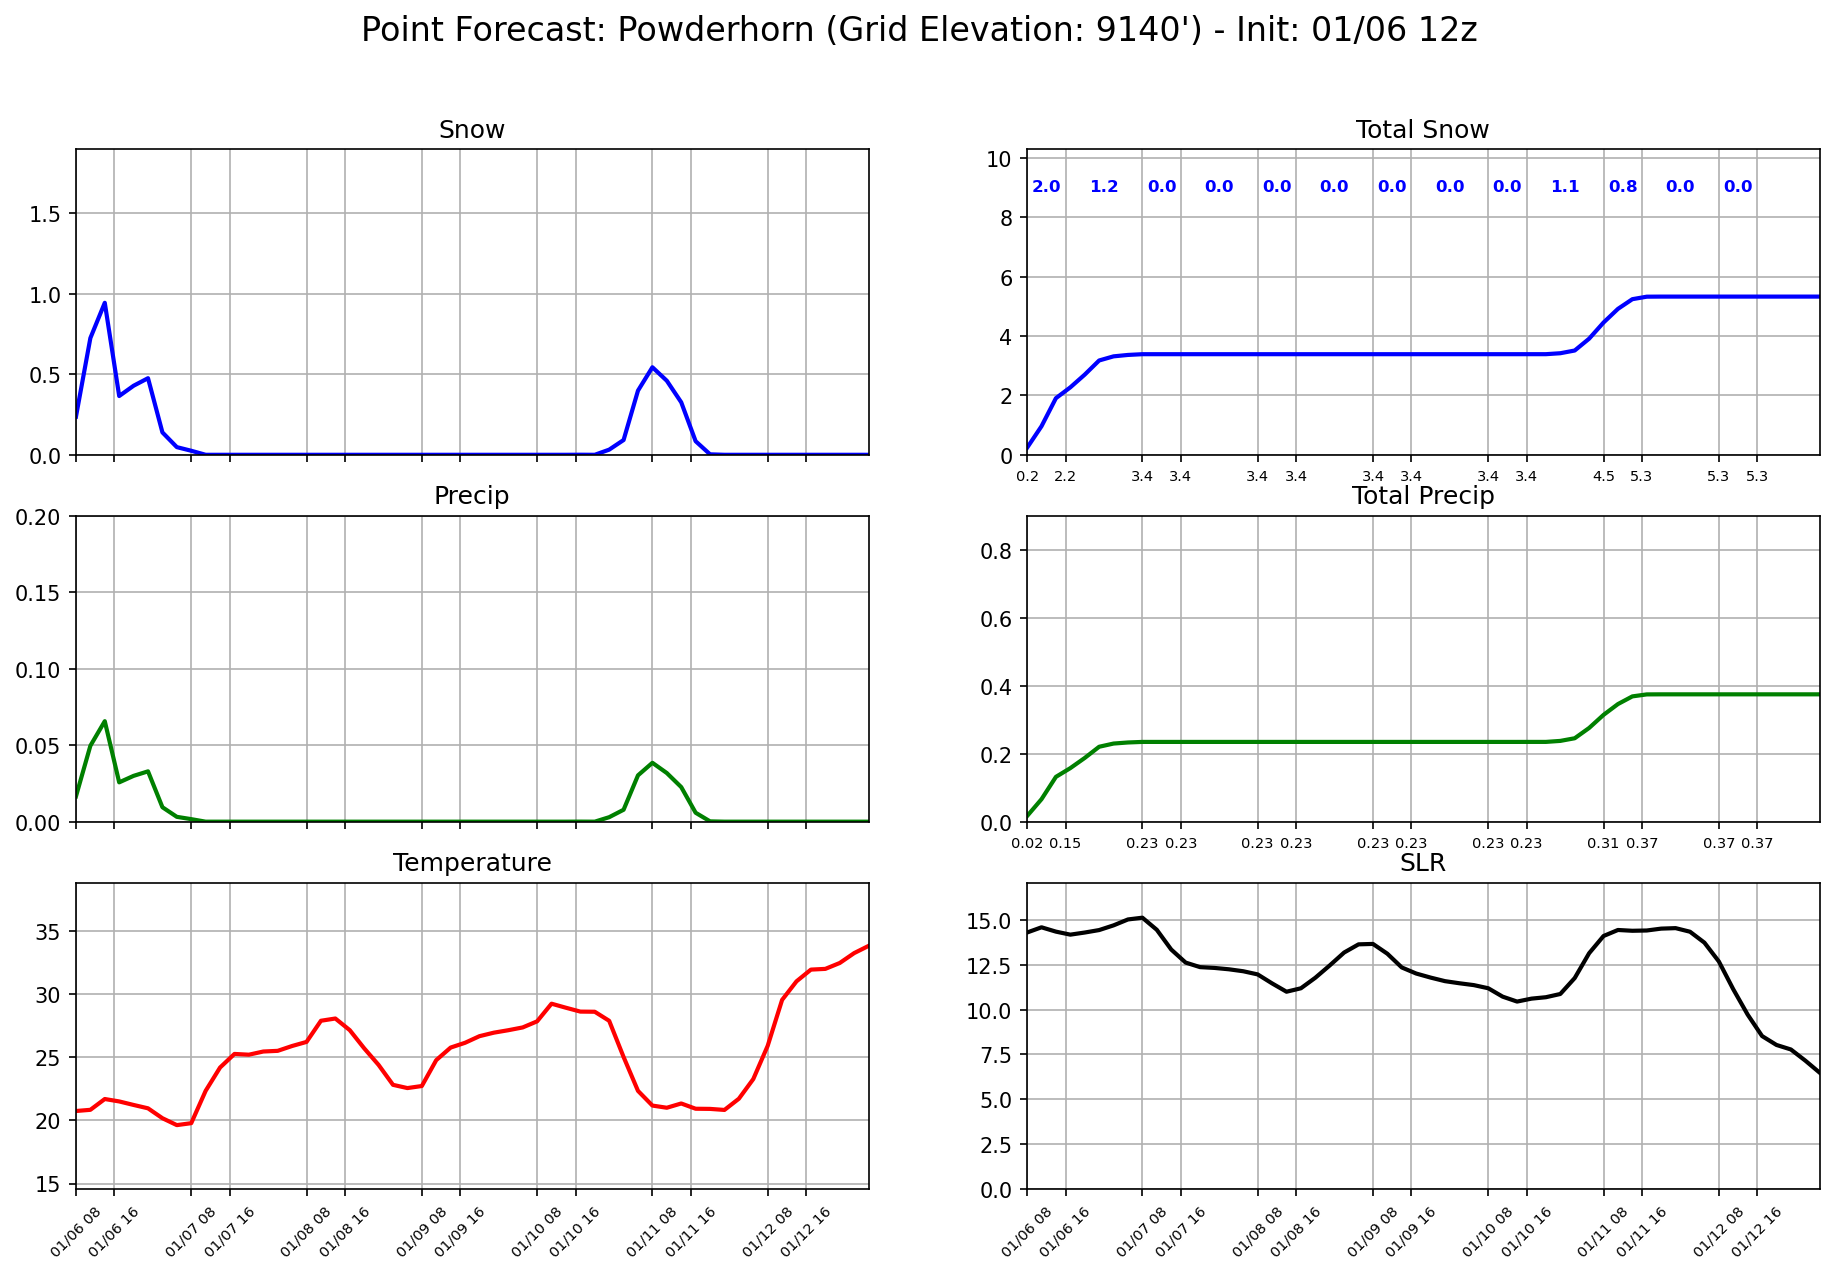 Point Forecast: Powderhorn (Grid Elevation: 9140') - Init: 01/06 12z
Snow
1.5
1.0
0.5
0.0
Total Snow
10
8
6
4
2
0
2.0 1.2 0.0 0.0 0.0 0.0 0.0 0.0 0.0 1.1 0.8 0.0 0.0
0.2 2.2 3.4 3.4 3.4 3.4 3.4 3.4 3.4 3.4 4.5 5.3 5.3 5.3
Precip
0.20
0.15
0.10
0.05
0.00
Total Precip
0.8
0.6
0.4
0.2
0.0
0.02 0.15 0.23 0.23 0.23 0.23 0.23 0.23 0.23 0.23 0.31 0.37 0.37 0.37
Temperature
35
30
25
20
15
01/06 08 01/06 16 01/07 08 01/07 16 01/08 08 01/08 16 01/09 08 01/09 16 01/10 08 01/10 16 01/11 08 01/11 16 01/12 08 01/12 16
SLR
15.0
12.5
10.0
7.5
5.0
2.5
0.0
01/06 08 01/06 16 01/07 08 01/07 16 01/08 08 01/08 16 01/09 08 01/09 16 01/10 08 01/10 16 01/11 08 01/11 16 01/12 08 01/12 16